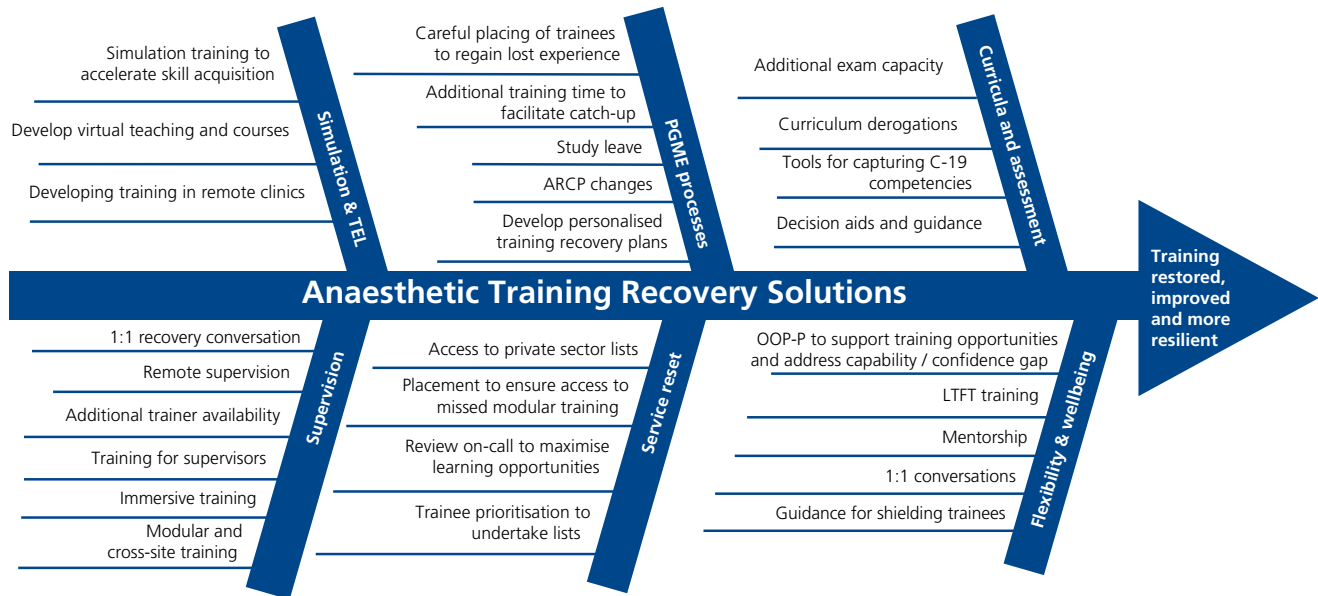 Simulation training to
accelerate skill acquisition
Develop virtual teaching and courses
Developing training in remote clinics
Simulation & TEL
Careful placing of trainees
to regain lost experience
Additional training time to
facilitate catch-up
Study leave
ARCP changes
Develop personalised
training recovery plans
PGME processes
Additional exam capacity
Curriculum derogations
Tools for capturing C-19
competencies
Decision aids and guidance
Curricula and assessment
Anaesthetic Training Recovery Solutions
Training
restored,
improved
and more
resilient
1:1 recovery conversation
Remote supervision
Additional trainer availability
Training for supervisors
Immersive training
Modular and
cross-site training
Supervision
Access to private sector lists
Placement to ensure access to
missed modular training
Review on-call to maximise
learning opportunities
Trainee prioritisation to
undertake lists
Service reset
OOP-P to support training opportunities
and address capability / confidence gap
LTFT training
Mentorship
1:1 conversations
Guidance for shielding trainees
Flexibility & wellbeing